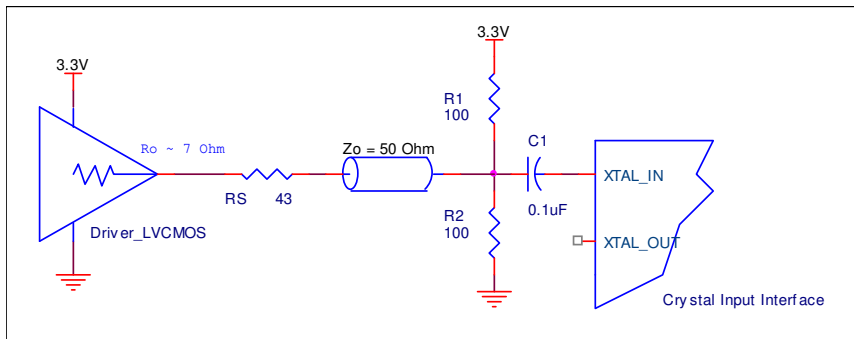 3.3V
3.3V
R1
100
Ro ~ 7 Ohm
Zo = 50 Ohm
C1
XTAL_IN
RS 43
0.1uF
R2
100
Driver_LVCMOS
XTAL_OUT
Crystal Input Interface